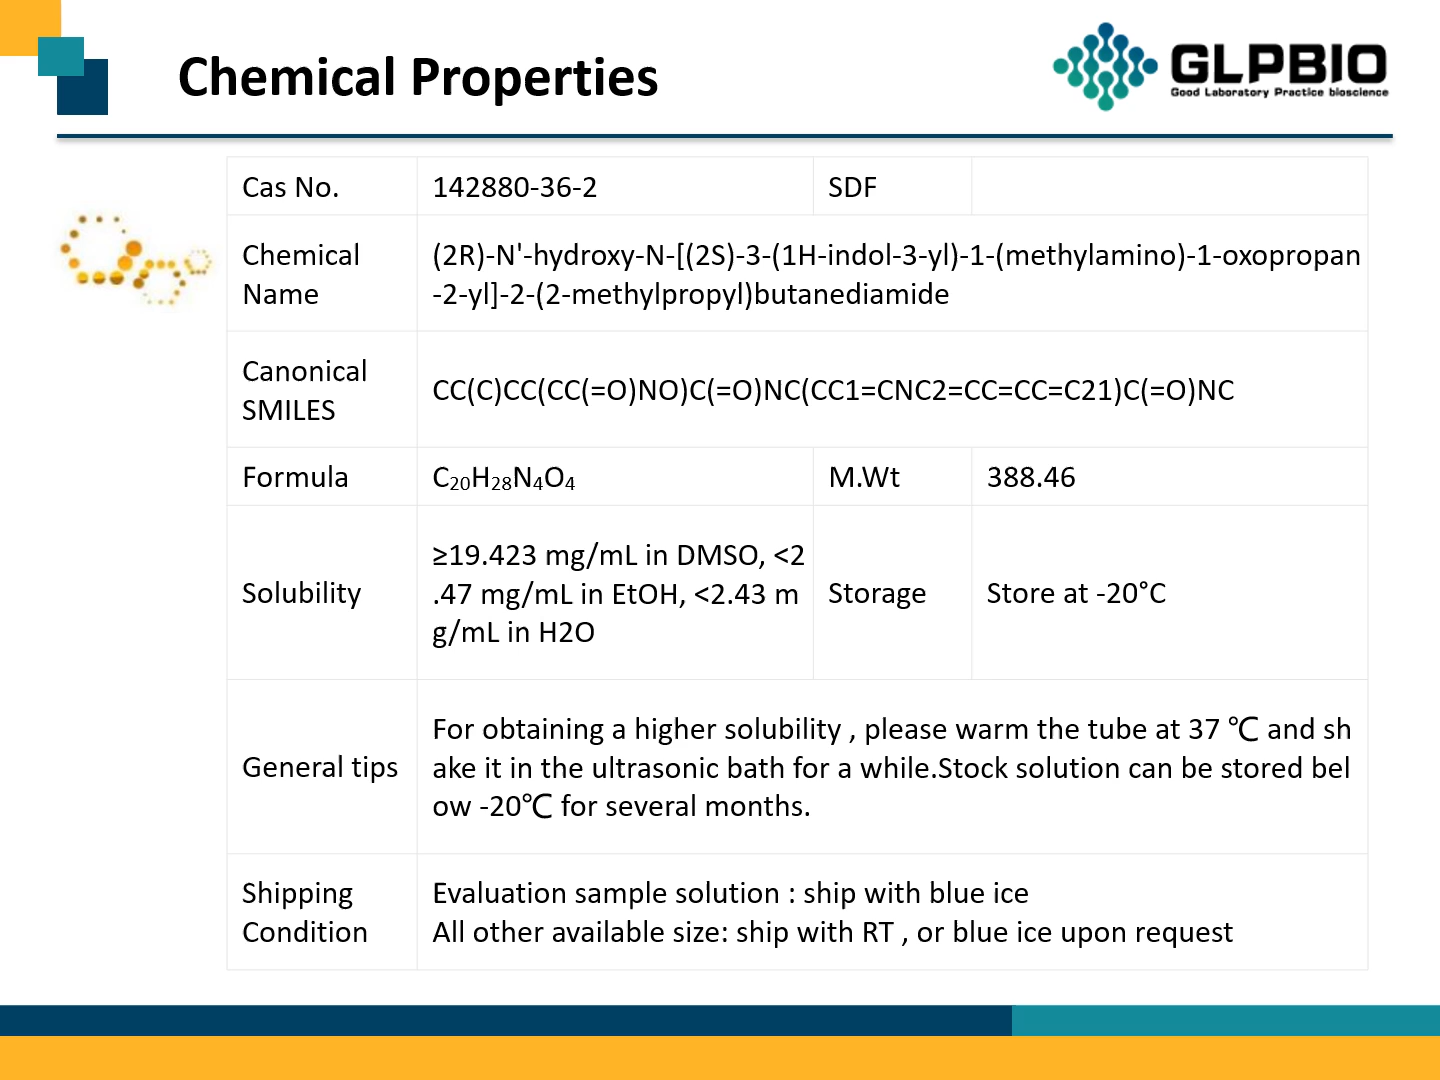 Chemical Properties
GLPBIO
Good Laboratory Practice bioscience
Cas No.
142880-36-2
SDF
Chemical
Name
(2R)-N'-hydroxy-N-[(2S)-3-(1H-indol-3-yl)-1-(methylamino)-1-oxopropan
-2-yl]-2-(2-methylpropyl)butanediamide
Canonical
SMILES
CC(C)CC(CC(=O)NO)C(=O)NC(CC1=CNC2=CC=CC=C21)C(=O)NC
Formula
C₂₀H₂₈N₄O₄
M.Wt
388.46
Solubility
≥19.423 mg/mL in DMSO, <2
.47 mg/mL in EtOH, <2.43 m
g/mL in H2O
Storage
Store at -20°C
General tips
For obtaining a higher solubility , please warm the tube at 37 ℃ and sh
ake it in the ultrasonic bath for a while.Stock solution can be stored bel
ow -20℃ for several months.
Shipping
Condition
Evaluation sample solution : ship with blue ice
All other available size: ship with RT , or blue ice upon request